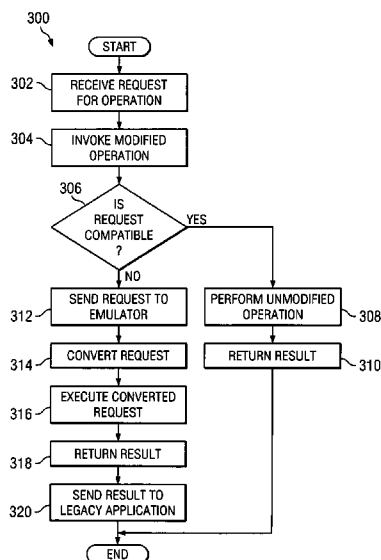 300
START
302
RECEIVE REQUEST
FOR OPERATION
304
INVOKE MODIFIED
OPERATION
306
IS
REQUEST
COMPATIBLE
?
YES
NO
312
SEND REQUEST TO
EMULATOR
PERFORM UNMODIFIED
OPERATION
308
314
CONVERT REQUEST
RETURN RESULT
310
316
EXECUTE CONVERTED
REQUEST
318
RETURN RESULT
320
SEND RESULT TO
LEGACY APPLICATION
END